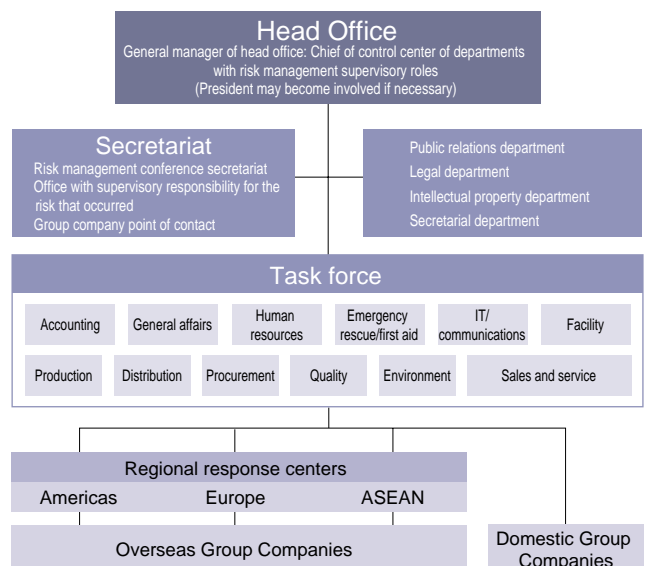 Head Office
General manager of head office: Chief of control center of departments
with risk management supervisory roles
(President may become involved if necessary)
Secretariat
Risk management conference secretariat
Office with supervisory responsibility for the
risk that occurred
Group company point of contact
Public relations department
Legal department
Intellectual property department
Secretarial department
Task force
Accounting
General affairs
Human
resources
Emergency
rescue/first aid
IT/
communications
Facility
Production
Distribution
Procurement
Quality
Environment
Sales and service
Regional response centers
Americas
Europe
ASEAN
Overseas Group Companies
Domestic Group
Companies